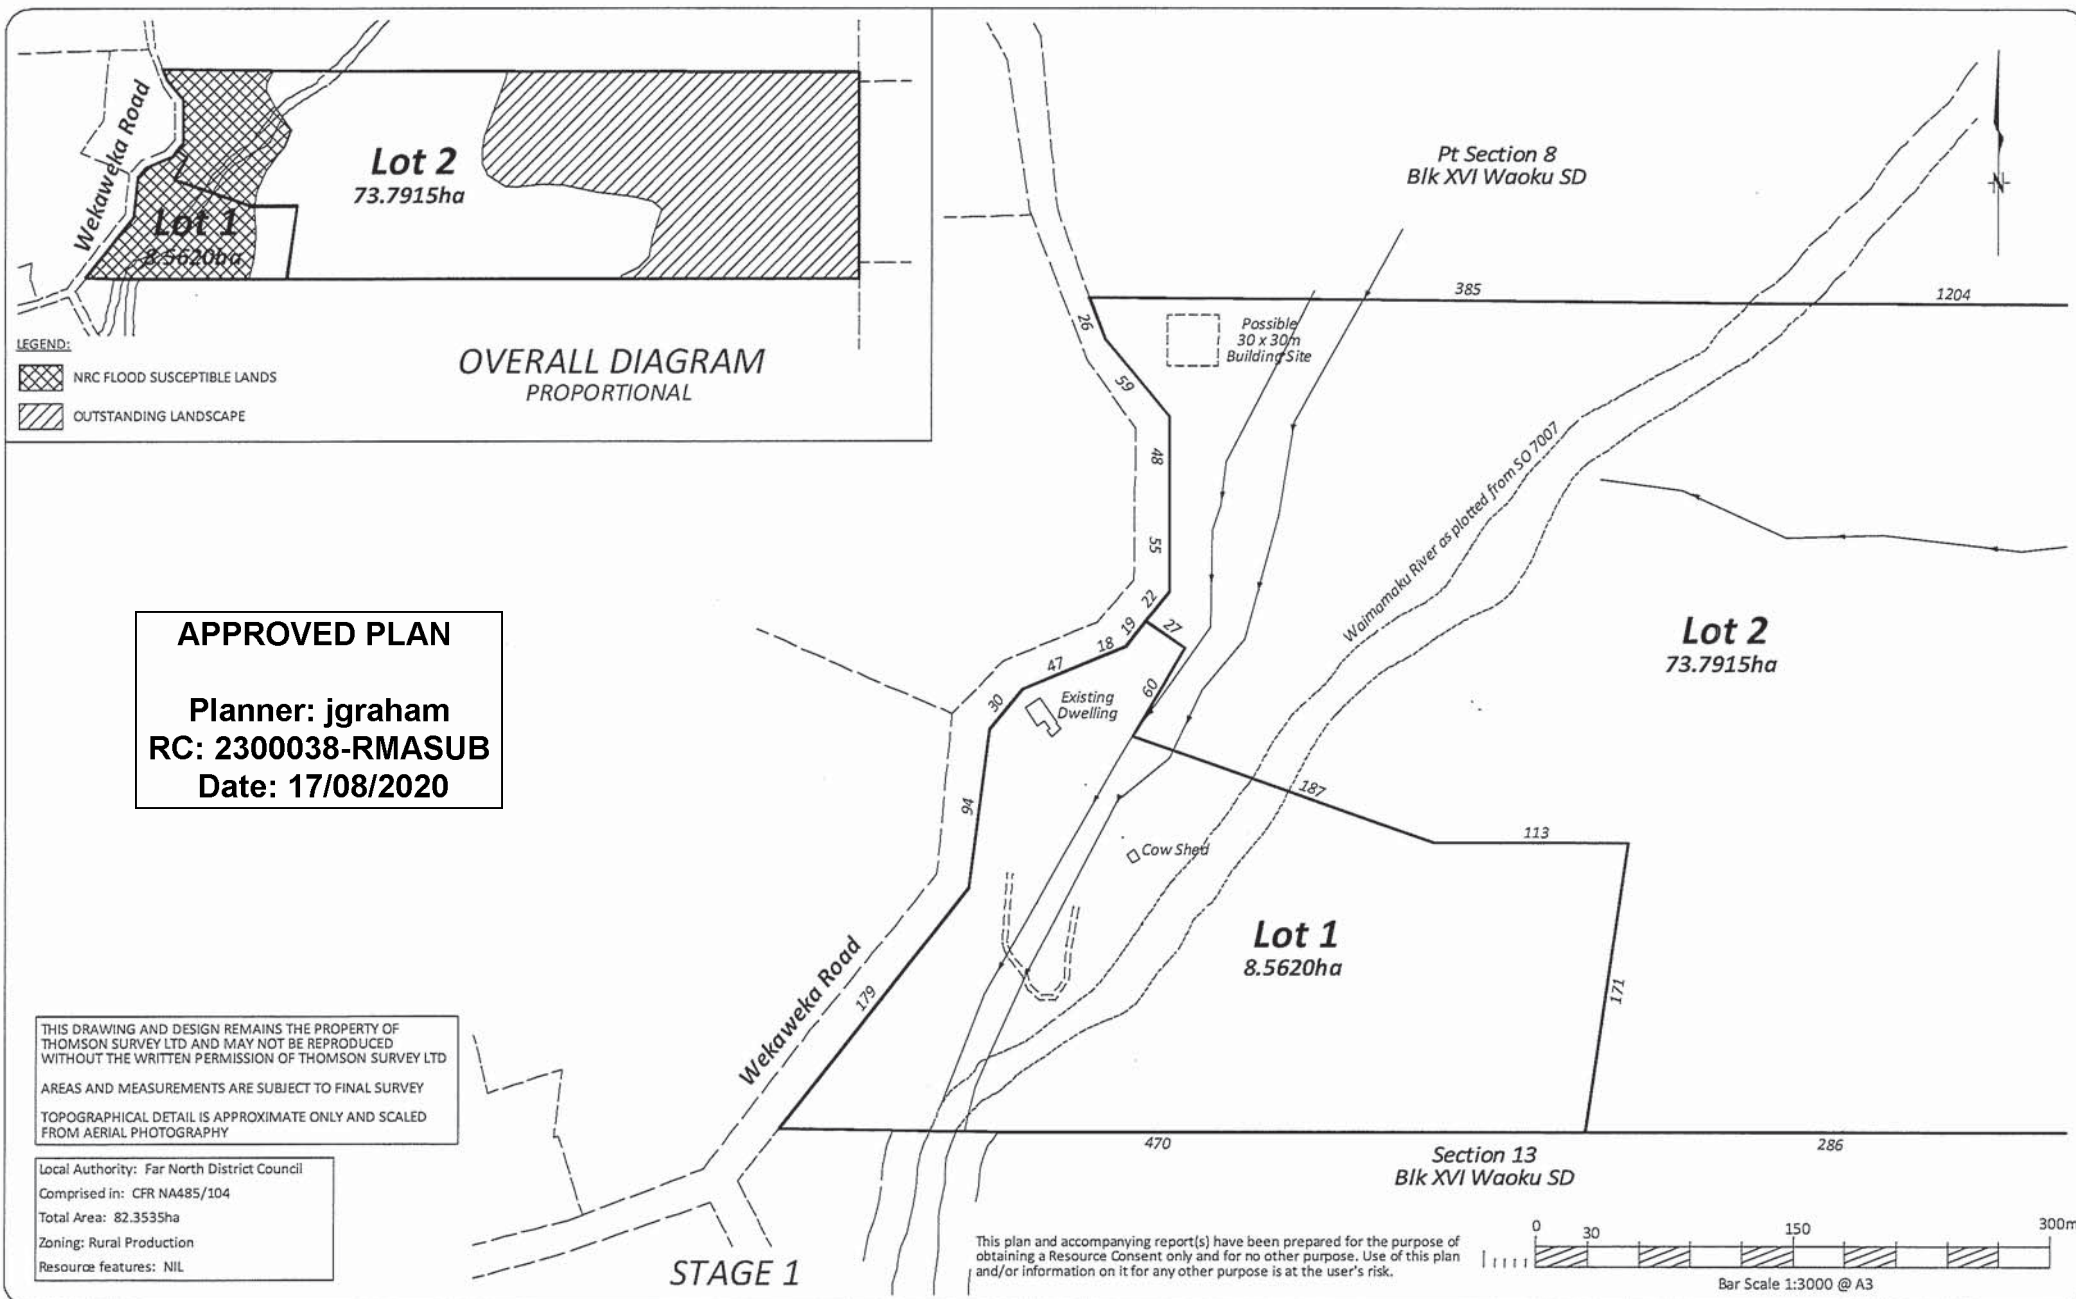 Wekaweka Road
Lot 2
73.7915ha
Lot 1
8.5620ha
LEGEND:
NRC FLOOD SUSCEPTIBLE LANDS
OUTSTANDING LANDSCAPE
OVERALL DIAGRAM
PROPORTIONAL
Pt Section 8
Blk XVI Waoku SD
N
385
1204
26
Possible
30 x 30m
Building Site
59
48
55
22
19
27
18
47
30
60
Existing
Dwelling
Waimamaku River as plotted from SO 7007
Lot 2
73.7915ha
APPROVED PLAN
Planner: jgraham
RC: 2300038-RMASUB
Date: 17/08/2020
94
187
113
Cow Shed
Lot 1
8.5620ha
171
179
Wekaweka Road
THIS DRAWING AND DESIGN REMAINS THE PROPERTY OF
THOMSON SURVEY LTD AND MAY NOT BE REPRODUCED
WITHOUT THE WRITTEN PERMISSION OF THOMSON SURVEY LTD
AREAS AND MEASUREMENTS ARE SUBJECT TO FINAL SURVEY
TOPOGRAPHICAL DETAIL IS APPROXIMATE ONLY AND SCALED
FROM AERIAL PHOTOGRAPHY
470
Section 13
Blk XVI Waoku SD
286
Local Authority: Far North District Council
Comprised in: CFR NA485/104
Total Area: 82.3535ha
Zoning: Rural Production
Resource features: NIL
STAGE 1
This plan and accompanying report(s) have been prepared for the purpose of
obtaining a Resource Consent only and for no other purpose. Use of this plan
and/or information on it for any other purpose is at the user's risk.
0 30 150 300m
Bar Scale 1:3000 @ A3